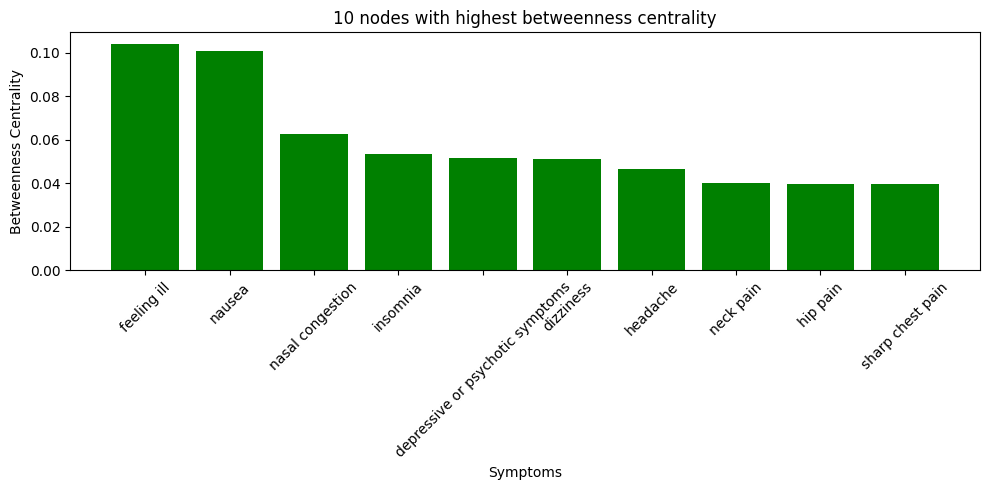 10 nodes with highest betweenness centrality
Betweenness Centrality
0.10
0.08
0.06
0.04
0.02
0.00
feeling ill
nausea
nasal congestion
insomnia
depressive or psychotic symptoms
dizziness
headache
neck pain
hip pain
sharp chest pain
Symptoms